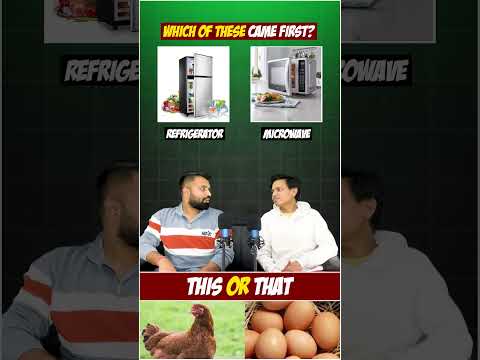 WHICH OF THESE CAME FIRST?
REFRIGERATOR
MICROWAVE
THIS OR THAT